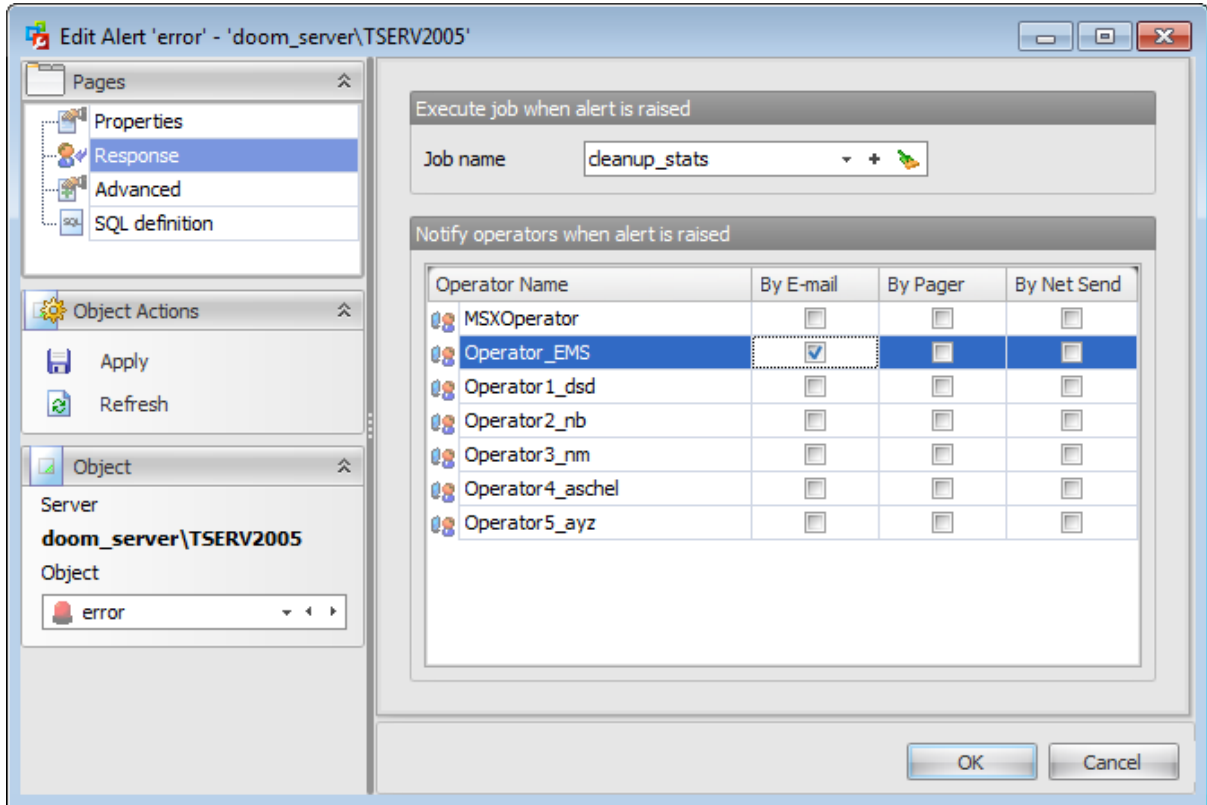 Edit Alert 'error' - 'doom_server\TSERV2005'
Pages
Properties
Response
Advanced
SQL SQL definition
Object Actions
Apply
Refresh
Object
Server
doom_server\TSERV2005
Object
error
Execute job when alert is raised
Job name cleanup_stats
Notify operators when alert is raised
Operator Name By E-mail By Pager By Net Send
MSXOperator
Operator_EMS
Operator1_dsd
Operator2_nb
Operator3_nm
Operator4_aschel
Operator5_ayz
OK Cancel